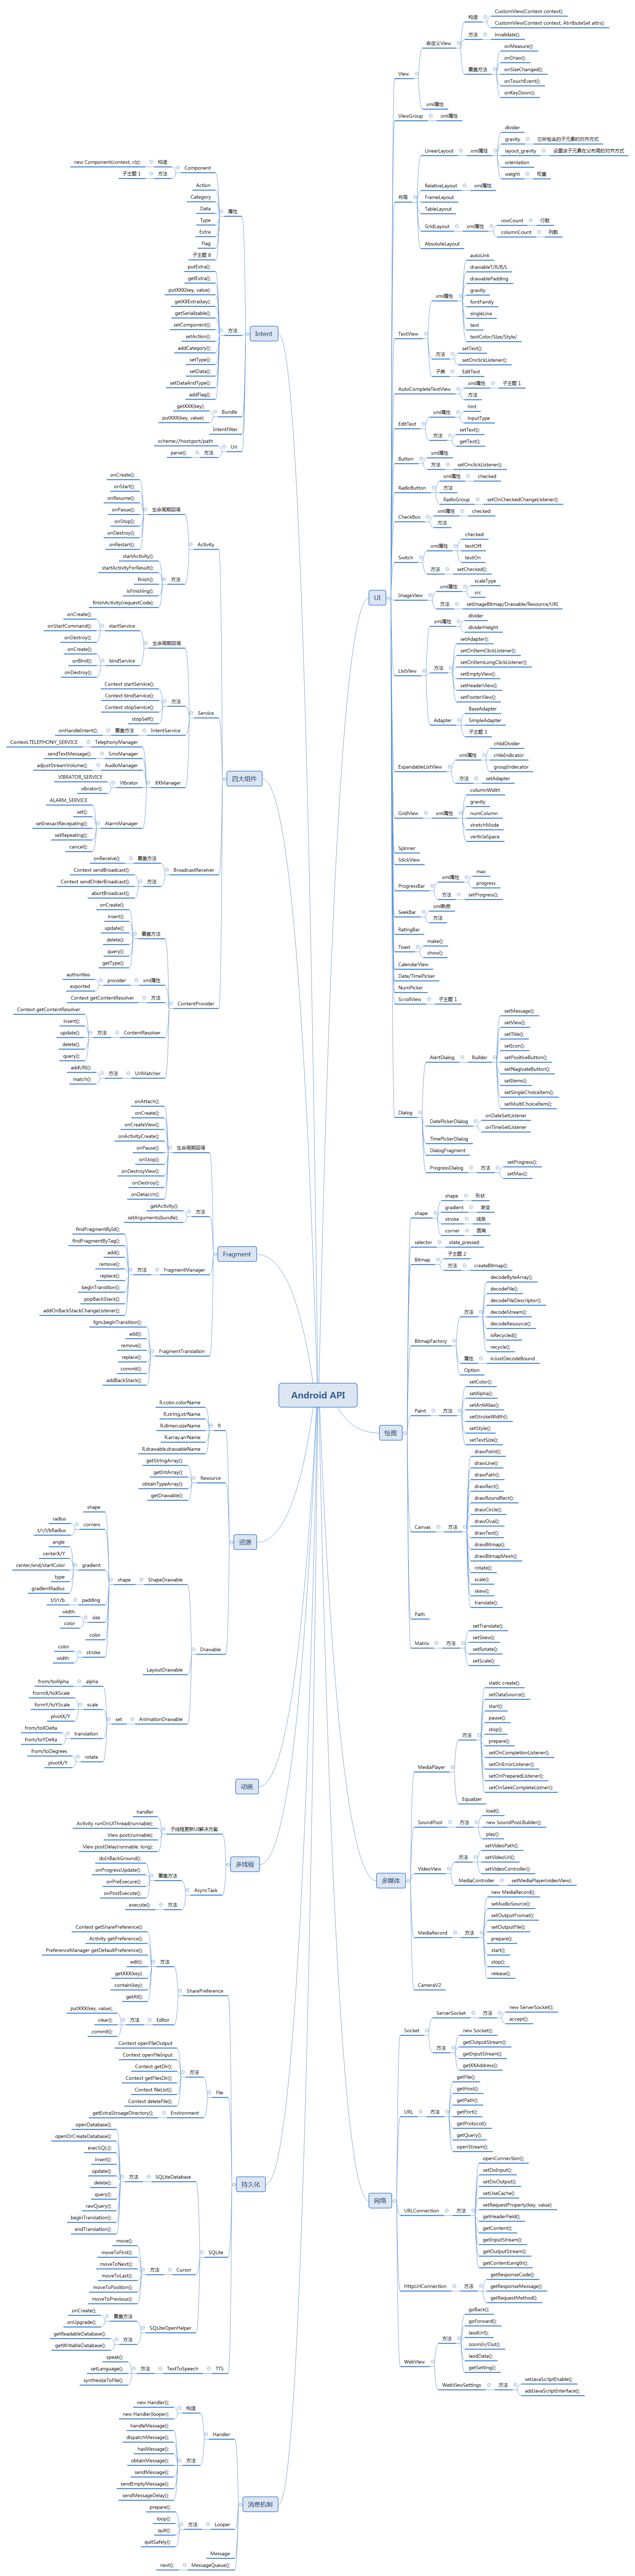 Android API
Intent
Component
构造
new Component(context, cls);
方法
子主题 1
属性
Action
Category
Data
Type
Extra
Flag
子主题 8
方法
putExtra();
getExtra();
putXXX(key, value);
getXXExtra(key);
getSerializable();
setComponent();
setAction();
addCategory();
setType();
setData();
setDataAndType();
addFlag();
Bundle
getXXX(key);
putXXX(key, value);
IntentFilter
Uri
scheme://host:port/path
方法
parse();
四大组件
Activity
生命周期回调
onCreate();
onStart();
onResume();
onPause();
onStop();
onDestroy();
onRestart();
方法
startActivity();
startActivityForResult();
finish();
isFinishing();
finishActivity(requestCode);
Service
生命周期回调
startService
onCreate();
onStartCommand();
onDestroy();
bindService
onCreate();
unBind();
onDestroy();
方法
Context startService();
Context bindService();
Context stopService();
stopSelf();
IntentService
覆盖方法
onHandleIntent();
XXManager
TelephonyManager
Context.TELEPHONY_SERVICE
SmsManager
sendTextMessage();
AudioManager
adjustStreamVolume();
Vibrator
VIBRATOR_SERVICE
vibrator();
AlarmManager
ALARM_SERVICE
set();
setInexactRecepating();
setRepeating();
cancel();
BroadcastReceiver
覆盖方法
onReceive();
方法
Context sendBroadcast();
Context sendOrderBroadcast();
abortBroadcast();
ContentProvider
覆盖方法
onCreate();
insert();
update();
delete();
query();
getType();
xml属性
provider
authorities
exported
方法
Context getContentResolver
ContentResolver
方法
Context getContentResolver
insert();
update();
delete();
query();
UriMatcher
方法
addURI();
match();
Fragment
生命周期回调
onAttach();
onCreate();
onCreateView();
onActivityCreate();
onPause();
onStop();
onDestroyView();
onDestroy();
onDetacch();
方法
getActivity();
setArguments(bundle);
FragmentManager
方法
findFragmentById();
findFragmentByTag();
add();
remove();
replace();
beginTransition();
popBackStack();
addOnBackStackChangeListener();
FragmentTranslation
fgm.beginTransition();
add();
remove();
replace();
commit();
addBackStack();
资源
R
R.color.colorName
R.string.strName
R.dimen.sizeName
R.array.arrName
R.drawable.drawableName
Resource
getStringArray();
getIntArray();
obtainTypeArray();
getDrawable();
Drawable
ShapeDrawable
shape
shape
corners
radius
t/r/l/bRadius
gradient
angle
centerX/Y
center/end/startColor
type
gradientRadius
padding
t/l/r/b
size
width
color
color
stroke
color
width
LayoutDrawable
AnimationDrawable
set
alpha
from/toAlpha
scale
fromX/toXScale
formY/toYScale
pivotX/Y
translation
from/toXDelta
from/toYDelta
rotate
from/toDegrees
pivotX/Y
动画
多线程
子线程更新UI解决方案
handler
Activity runOnUIThread(runnable);
View post(runnable);
View postDelay(runnable, long);
AsyncTask
覆盖方法
doInBackGround();
onProgressUpdate();
onPreExecure();
onPostExecute();
方法
execute();
持久化
SharePreference
方法
Context getSharePreference();
Activity getPreference();
PreferenceManager getDefaultPreference();
edit();
getXXX(key);
contain(key);
getAll();
Editor
方法
putXXX(key, value);
clear();
commit();
File
方法
Context openFileOutput
Context openFileInput
Context getDir();
Context getFilesDir();
Context fileList();
Context deleteFile();
Environment
getExtraStroageDirectory();
SQLite
SQLiteDatabase
方法
openDatabase();
openOrCreateDatabase();
execSQL();
insert();
update();
delete();
query();
rawQuery();
beginTranslation();
endTranslation();
Cursor
方法
move();
moveToFirst();
moveToNext();
moveToLast();
moveToPosition();
moveToPrevious();
SQLiteOpenHelper
覆盖方法
onCreate();
onUpgrade();
方法
getReadableDatabase();
getWritableDatabase();
TTS
TextToSpeech
方法
speak();
setLanguage();
synthesizeToFile();
消息机制
Handler
构造
new Handler();
new Handler(looper);
方法
handleMessage();
dispatchMessage();
hasMessage();
obtainMessage();
sendMessage();
sendEmptyMessage();
sendMessageDelay();
Looper
方法
prepare();
loop();
quit();
quitSafely();
Message
MessageQueue();
next();
UI
View
自定义View
构造
CustomView(Context context)
CustomView(Context context, AtrributeSet attrs);
方法
invalidate();
覆盖方法
onMeasure();
onDraw();
onSizeChanged();
onTouchEvent();
onKeyDown();
xml属性
ViewGroup
xml属性
布局
LinearLayout
xml属性
divider
gravity
它所包含的子元素的对齐方式
layout_gravity
设置该子元素在父布局的对齐方式
orientation
weight
权重
RelativeLayout
xml属性
FrameLayout
TableLayout
GridLayout
xml属性
rowCount
行数
columnCount
列数
AbsoluteLayout
TextView
xml属性
autoLink
drawableT/R/B/L
drawablePadding
gravity
fontFamily
singleLine
text
textColor/Size/Style/
方法
setText();
setOnclickListener();
子类
EditText
AutoCompleteTextView
xml属性
子主题 1
方法
EditText
xml属性
hint
inputType
方法
setText();
getText();
Button
xml属性
方法
setOnclickListener();
RadioButton
xml属性
checked
方法
RadioGroup
setOnCheckedChangeListener();
CheckBox
xml属性
checked
方法
Switch
xml属性
checked
textOff
textOn
方法
setChecked();
ImageView
xml属性
scaleType
src
方法
setImageBitmap/Drawable/Resource/URI
ListView
xml属性
divider
dividerHeight
方法
setAdapter();
setOnItemClickListener();
setOnItemLongClickListener();
setEmptyView();
setHeaderView();
setFooterView();
Adapter
BaseAdapter
SimpleAdapter
子主题 3
ExpandableListView
xml属性
childDivider
chileIndicator
groupIndecator
方法
setAdapter
GridView
xml属性
columnWidth
gravity
numColumn
stretchMode
verticiaSpace
Spinner
StickView
ProgressBar
xml属性
max
progress
方法
setProgress();
SeekBar
xml熟悉
方法
RatingBar
Toast
make();
show();
CalendarView
Date/TimePicker
NumPicker
ScrollView
子主题 1
Dialog
AlertDialog
Builder
setMessage();
setView();
setTitle();
setIcon();
setPositiveButton();
setNagivateButton();
setItems();
setSingleChoiceItem();
setMultiChoiceItem();
DatePickerDialog
onDateSetListener
onTimeSetListener
TimePickerDialog
DialogFragment
ProgressDialog
方法
setProgress();
setMax();
绘图
shape
shape
形状
gradient
渐变
stroke
线条
corner
圆角
selector
state_pressed
Bitmap
子主题 2
方法
createBitmap();
BitmapFactory
方法
decodeByteArray();
decodeFile();
decodeFileDescriptor();
decodeStream();
decodeResource();
isRecycled();
recycle();
属性
inJustDecodBound
Option
Paint
方法
setColor();
setAlpha();
setAntiAlias();
setStrokeWidth()
setStyle();
setTextSize();
Canvas
方法
drawPoint();
drawLine();
drawPath();
drawRect();
drawRoundRect();
drawCircle();
drawOval();
drawText();
drawBitmap();
drawBitmapMesh();
rotate();
scale();
skew();
translate();
Path
Matrix
方法
setTranslate();
setSkew();
setRotate();
setScale();
多媒体
MediaPlayer
方法
static create();
setDataSource();
start();
pause();
stop();
prepare();
setOnCompletionListener();
setOnErrorListener();
setOnPreparedListener();
setOnSeekCompleteListner();
Equalizer
SoundPool
方法
load();
new SoundPool.Builder();
play();
VideoView
方法
setVideoPath();
setVideoUri();
setVideoController();
MediaController
setMediaPlayer(videoView);
MediaRecord
方法
new MediaRecord();
setAudioSource();
setOutputFromat();
setOutputFile();
prepare();
start();
stop();
release();
CameraV2
网络
Socket
ServerSocket
方法
new ServerSocket();
accept();
方法
new Socket();
getOutputStream();
getInputStream();
getXXAddress();
URL
方法
getFile();
getHost();
getPath();
getPort();
getProtocol();
getQuery();
openStream();
URLConnection
方法
openConnection();
setDoInput();
setDoOutput();
setUseCache()
setRequestProperty(key, value);
getHeaderField();
getContent();
getInputStream();
getOutputStream();
getContentLength();
HttpUrlConnection
方法
getResponseCode();
getResponseMessage();
getRequestMethod();
WebView
方法
goBack();
goForward();
laodUrl();
zoomIn/Out();
laodData();
getSetting();
WebViewSettings
方法
setJavaScriptEnable();
addJavaScriptInterface();